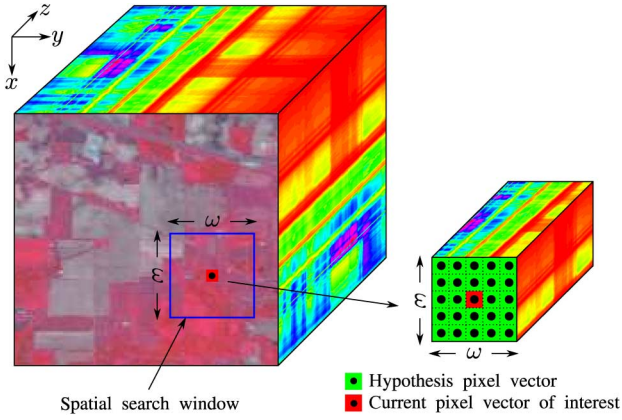 z
y
x
ω
ω
ω
ω
Spatial search window
Hypothesis pixel vector
Current pixel vector of interest